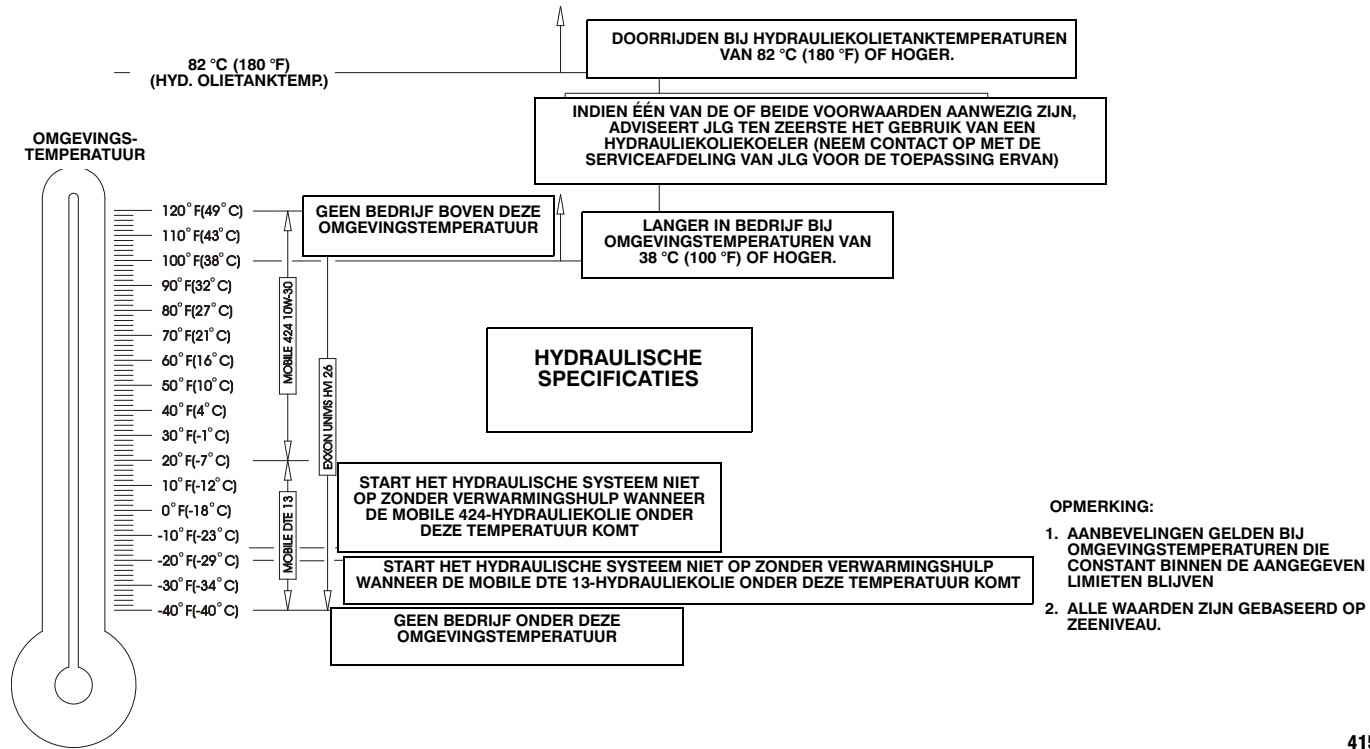 82 °C (180 °F)
(HYD. OLIETANKTEMP.)
DOORRIJDEN BIJ HYDRAULIEKOLIETANKTEMPERATUREN
VAN 82 °C (180 °F) OF HOGER.
INDIEN ÉÉN VAN DE OF BEIDE VOORWAARDEN AANWEZIG ZIJN,
ADVISEERT JLG TEN ZEERSTE HET GEBRUIK VAN EEN
HYDRAULIEKOLIEKOELER (NEEM CONTACT OP MET DE
SERVICEAFDELING VAN JLG VOOR DE TOEPASSING ERVAN)
OMGEVINGS-
TEMPERATUUR
120° F(49° C)
110° F(43° C)
100° F(38° C)
90° F(32° C)
80° F(27° C)
70° F(21° C)
60° F(16° C)
50° F(10° C)
40° F(4° C)
30° F(-1° C)
20° F(-7° C)
10° F(-12° C)
0° F(-18° C)
-10° F(-23° C)
-20° F(-29° C)
-30° F(-34° C)
-40° F(-40° C)
MOBILE 424 10W-30
MOBILE DTE 13
EXXON UNIVIS HVI 26
GEEN BEDRIJF BOVEN DEZE
OMGEVINGSTEMPERATUUR
LANGER IN BEDRIJF BIJ
OMGEVINGSTEMPERATUREN VAN
38 °C (100 °F) OF HOGER.
HYDRAULISCHE
SPECIFICATIES
START HET HYDRAULISCHE SYSTEEM NIET
OP ZONDER VERWARMINGSHULP WANNEER
DE MOBILE 424-HYDRAULIEKOLIE ONDER
DEZE TEMPERATUUR KOMT
START HET HYDRAULISCHE SYSTEEM NIET OP ZONDER VERWARMINGSHULP
WANNEER DE MOBILE DTE 13-HYDRAULIEKOLIE ONDER DEZE TEMPERATUUR KOMT
GEEN BEDRIJF ONDER DEZE
OMGEVINGSTEMPERATUUR
OPMERKING:
1. AANBEVELINGEN GELDEN BIJ
OMGEVINGSTEMPERATUREN DIE
CONSTANT BINNEN DE AANGEGEVEN
LIMIETEN BLIJVEN
2. ALLE WAARDEN ZIJN GEBASEERD OP
ZEENIVEAU.
415